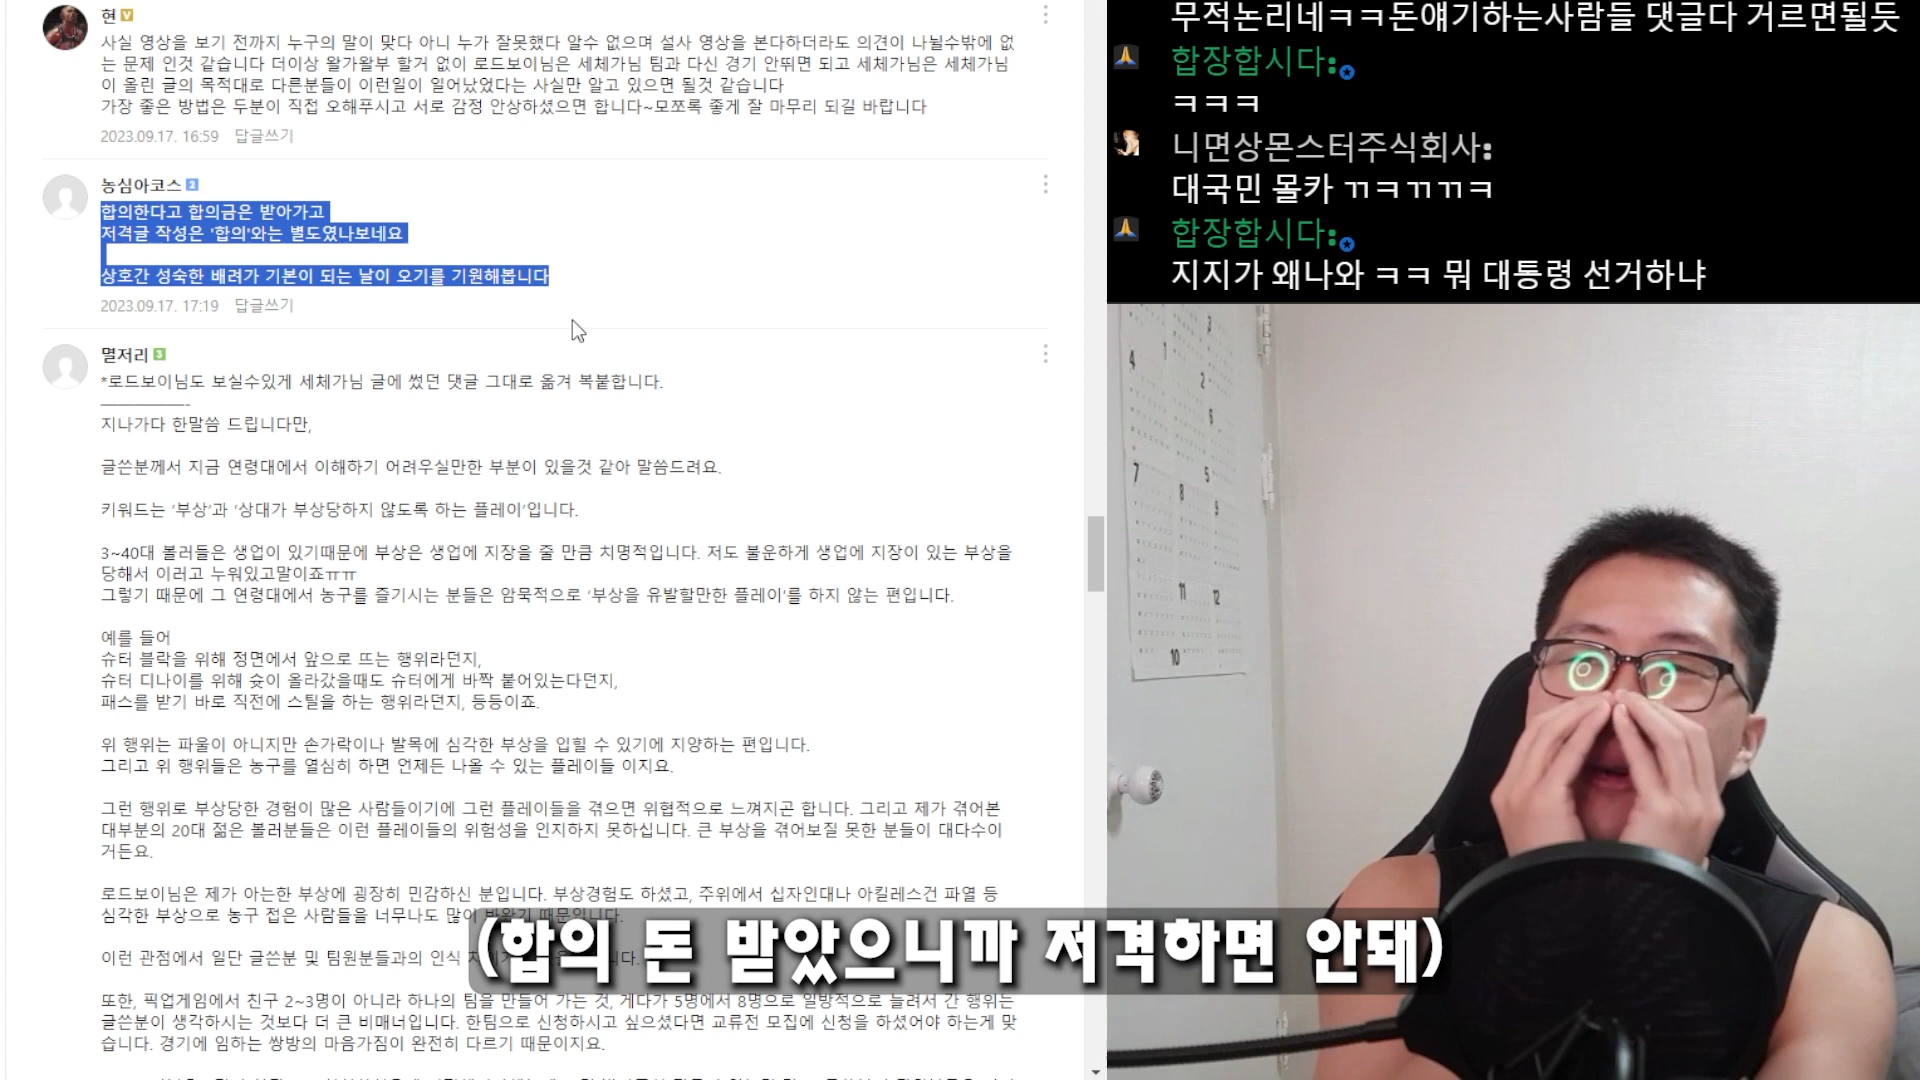 현
사실 영상을 보기 전까지 누구의 말이 맞다 아니 누가 잘못했다 알수 없으며 설사 영상을 본다하더라도 의견이 나뉠수밖에 없
는 문제 인것 같습니다 더이상 왈가왈부 할거 없이 로드보이님은 세체가님 팀과 다신 경기 안뛰면 되고 세체가님은 세체가님
이 올린 글의 목적대로 다른분들이 이런일이 일어났었다는 사실만 알고 있으면 될것 같습니다
가장 좋은 방법은 두분이 직접 오해푸시고 서로 감정 안상하셨으면 합니다~모쪼록 좋게 잘 마무리 되길 바랍니다
2023.09.17. 16:59 답글쓰기
농심아코스 2
합의한다고 합의금은 받아가고
저격글 작성은 '합의'와는 별도였나보네요
상호간 성숙한 배려가 기본이 되는 날이 오기를 기원해봅니다
2023.09.17. 17:19 답글쓰기
멸저리 3
*로드보이님도 보실수있게 세체가님 글에 썼던 댓글 그대로 옮겨 복붙합니다.
——————-
지나가다 한말씀 드립니다만,
글쓴분께서 지금 연령대에서 이해하기 어려우실만한 부분이 있을것 같아 말씀드려요.
키워드는 '부상'과 '상대가 부상당하지 않도록 하는 플레이'입니다.
3~40대 볼러들은 생업이 있기때문에 부상은 생업에 지장을 줄 만큼 치명적입니다. 저도 불운하게 생업에 지장이 있는 부상을
당해서 이러고 누워있고말이죠ㅠㅠ
그렇기 때문에 그 연령대에서 농구를 즐기시는 분들은 암묵적으로 '부상을 유발할만한 플레이'를 하지 않는 편입니다.
예를 들어
슈터 블락을 위해 정면에서 앞으로 뜨는 행위라던지,
슈터 디나이를 위해 슛이 올라갔을때도 슈터에게 바짝 붙어있는다던지,
패스를 받기 바로 직전에 스틸을 하는 행위라던지, 등등이죠.
위 행위는 파울이 아니지만 손가락이나 발목에 심각한 부상을 입힐 수 있기에 지양하는 편입니다.
그리고 위 행위들은 농구를 열심히 하면 언제든 나올 수 있는 플레이들 이지요.
그런 행위로 부상당한 경험이 많은 사람들이기에 그런 플레이들을 겪으면 위협적으로 느껴지곤 합니다. 그리고 제가 겪어본
대부분의 20대 젊은 볼러분들은 이런 플레이들의 위험성을 인지하지 못하십니다. 큰 부상을 겪어보질 못한 분들이 대다수이
거든요.
로드보이님은 제가 아는한 부상에 굉장히 민감하신 분입니다. 부상경험도 하셨고, 주위에서 십자인대나 아킬레스건 파열 등
심각한 부상으로 농구 접은 사람들을 너무나도 많이 봐왔기 때문입니다.
이런 관점에서 일단 글쓴분 및 팀원분들과의 인식
또한, 픽업게임에서 친구 2~3명이 아니라 하나의 팀을 만들어 가는 것, 게다가 5명에서 8명으로 일방적으로 늘려서 간 행위는
글쓴분이 생각하시는 것보다 더 큰 비매너입니다. 한팀으로 신청하시고 싶으셨다면 교류전 모집에 신청을 하셨어야 하는게 맞
습니다. 경기에 임하는 쌍방의 마음가짐이 완전히 다르기 때문이지요.
무적논리네ㅋㅋ돈얘기하는사람들 댓글다 거르면될듯
합장합시다:
ㅋㅋㅋ
니면상몬스터주식회사:
대국민 몰카 ㄲㅋㄲㄲㅋ
합장합시다:
지지가 왜나와 ㅋㅋ 뭐 대통령 선거하냐
3
4
1
2
6
7
5
8
9
11
12
10
(합의 돈 받았으니까 저격하면 안돼)